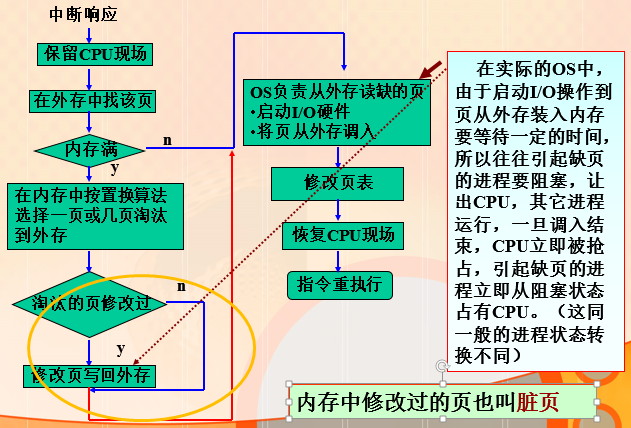 中断响应
保留CPU现场
在外存中找该页
内存满
n
y
在内存中按置换算法
选择一页或几页淘汰
到外存
淘汰的页修改过
n
y
修改页写回外存
OS负责从外存读缺的页
•启动I/O硬件
•将页从外存调入
修改页表
恢复CPU现场
指令重执行
在实际的OS中，
由于启动I/O操作到
页从外存装入内存
要等待一定的时间，
所以往往引起缺页
的进程要阻塞，让
出CPU，其它进程
运行，一旦调入结
束，CPU立即被抢
占，引起缺页的进
程立即从阻塞状态
占有CPU。（这同
一般的进程状态转
换不同）
内存中修改过的页也叫脏页